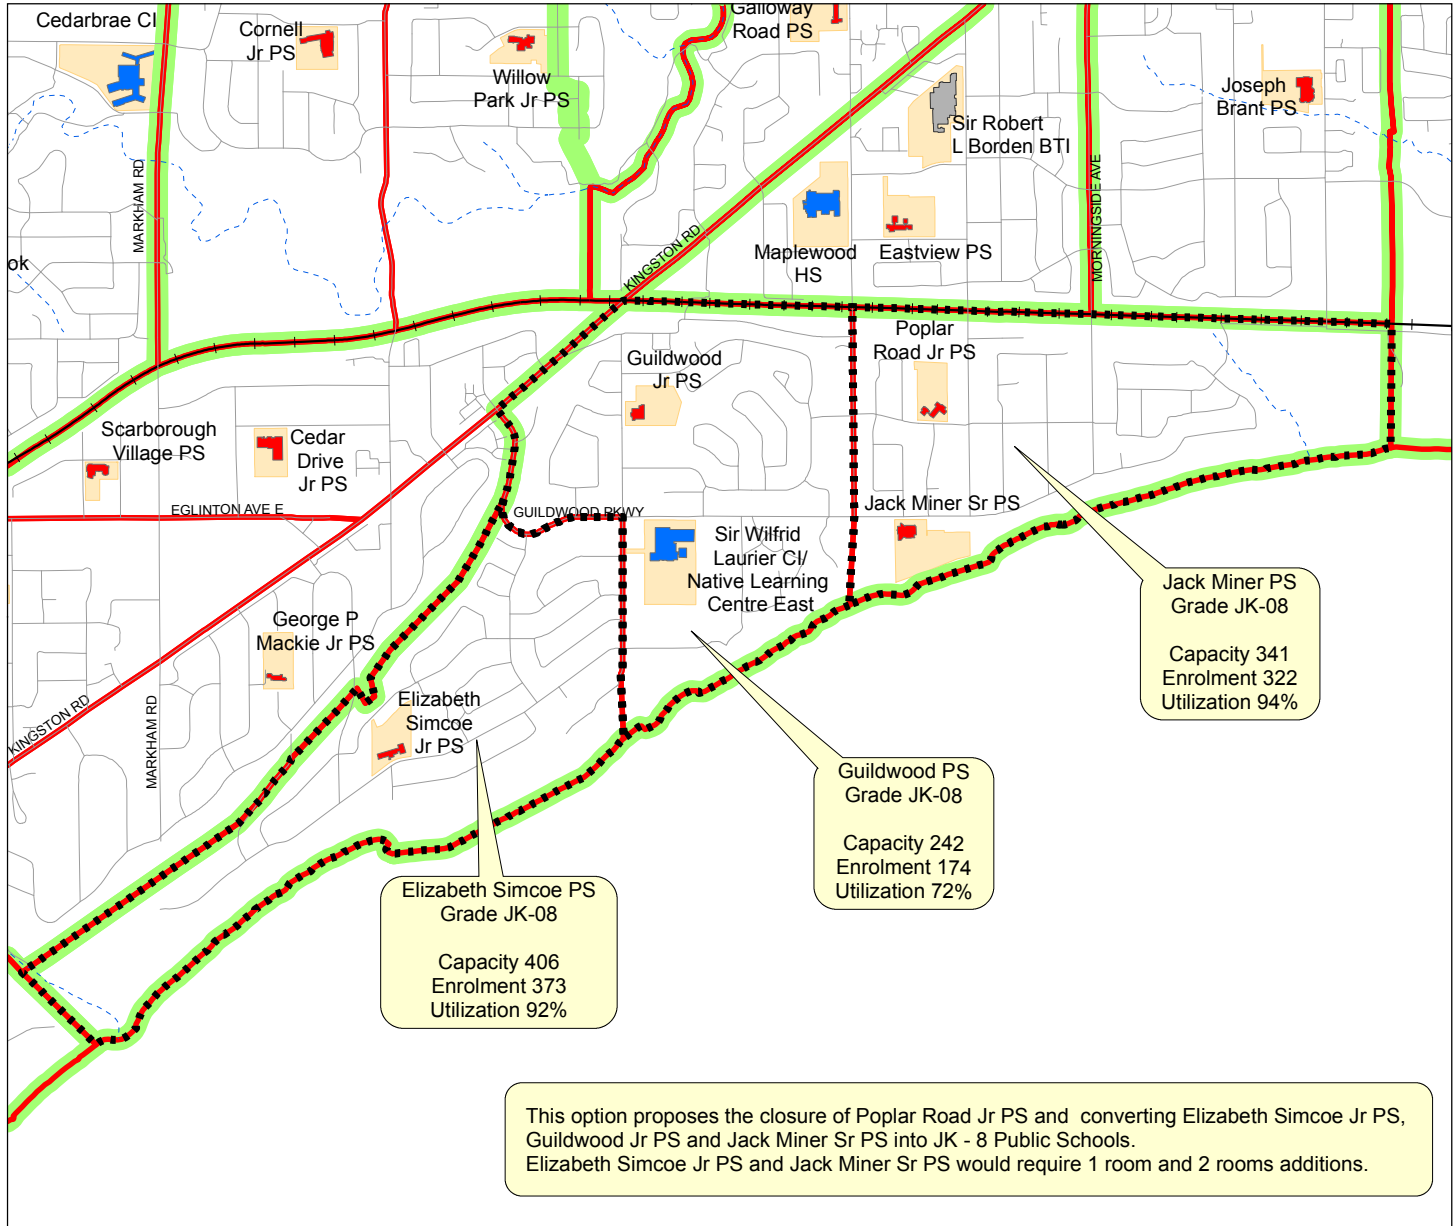 Cedarbrae CI
Cornell
Jr PS
Willow
Park Jr PS
Galloway
Road PS
Joseph
Brant PS
Sir Robert
L Borden BTI
MARKHAM RD
MORNINGSIDE AVE
KINGSTON RD
Maplewood
HS
Eastview PS
ok
Poplar
Road Jr PS
Guildwood
Jr PS
Scarborough
Village PS
Cedar
Drive
Jr PS
EGLINTON AVE E
GUILDWOOD PKWY
Jack Miner Sr PS
Sir Wilfrid
Laurier CI/
Native Learning
Centre East
George P
Mackie Jr PS
Jack Miner PS
Grade JK-08
Capacity 341
Enrolment 322
Utilization 94%
KINGSTON RD
MARKHAM RD
Elizabeth
Simcoe
Jr PS
Guildwood PS
Grade JK-08
Capacity 242
Enrolment 174
Utilization 72%
Elizabeth Simcoe PS
Grade JK-08
Capacity 406
Enrolment 373
Utilization 92%
This option proposes the closure of Poplar Road Jr PS and converting Elizabeth Simcoe Jr PS,
Guildwood Jr PS and Jack Miner Sr PS into JK - 8 Public Schools.
Elizabeth Simcoe Jr PS and Jack Miner Sr PS would require 1 room and 2 rooms additions.